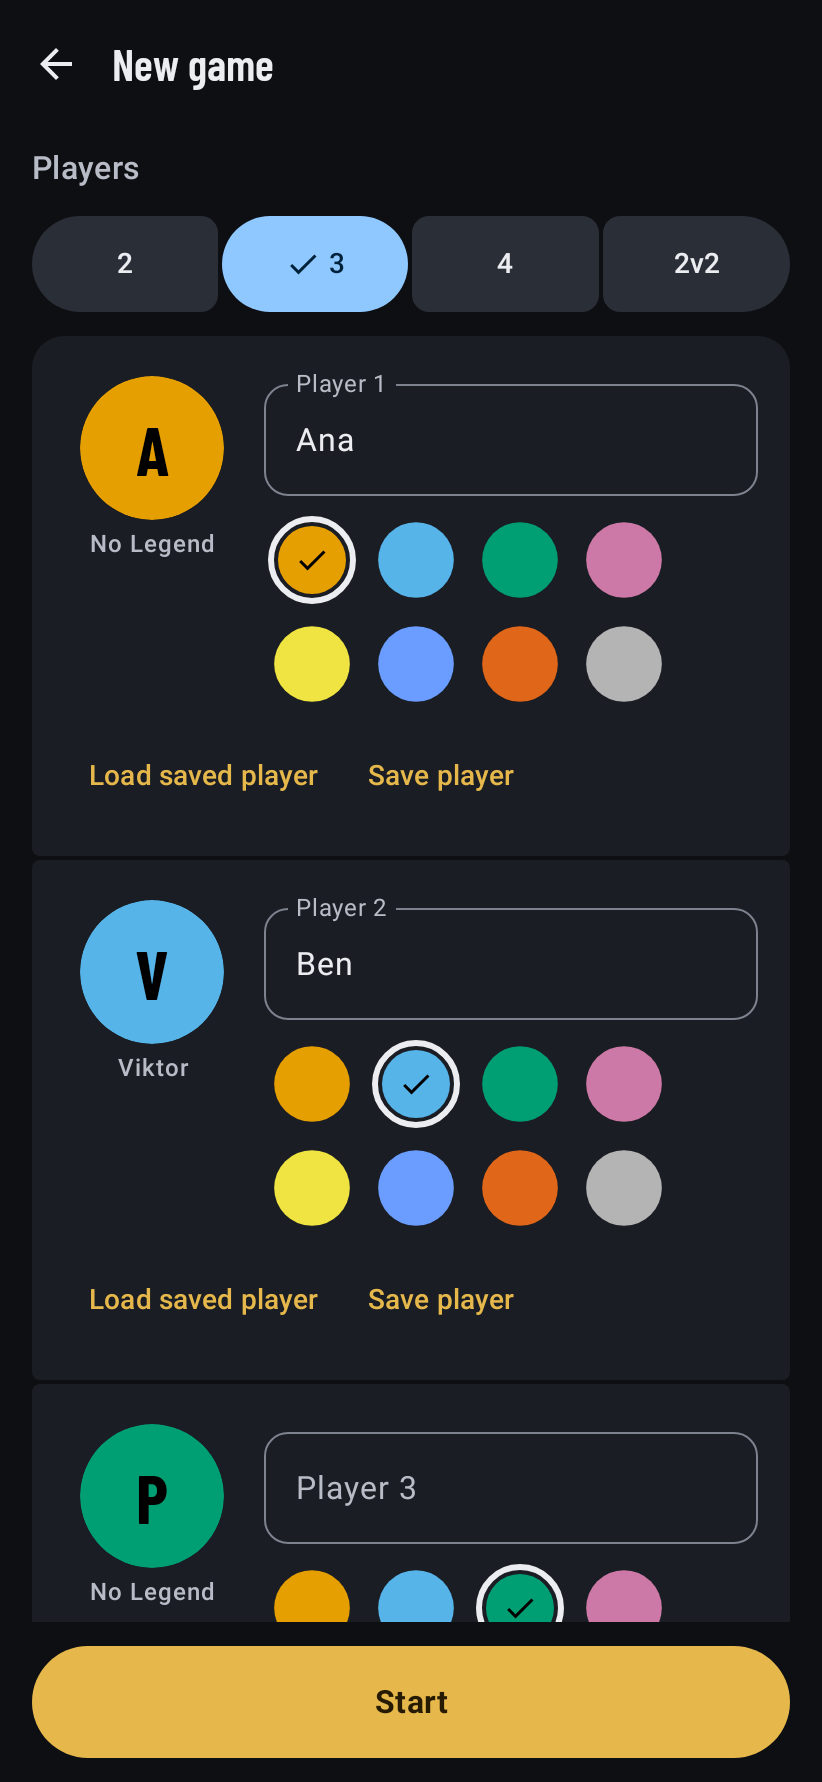 New game
Players
2
3
4
2v2
Player 1
A
Ana
No Legend
Load saved player
Save player
Player 2
V
Ben
Viktor
Load saved player
Save player
P
Player 3
No Legend
Start